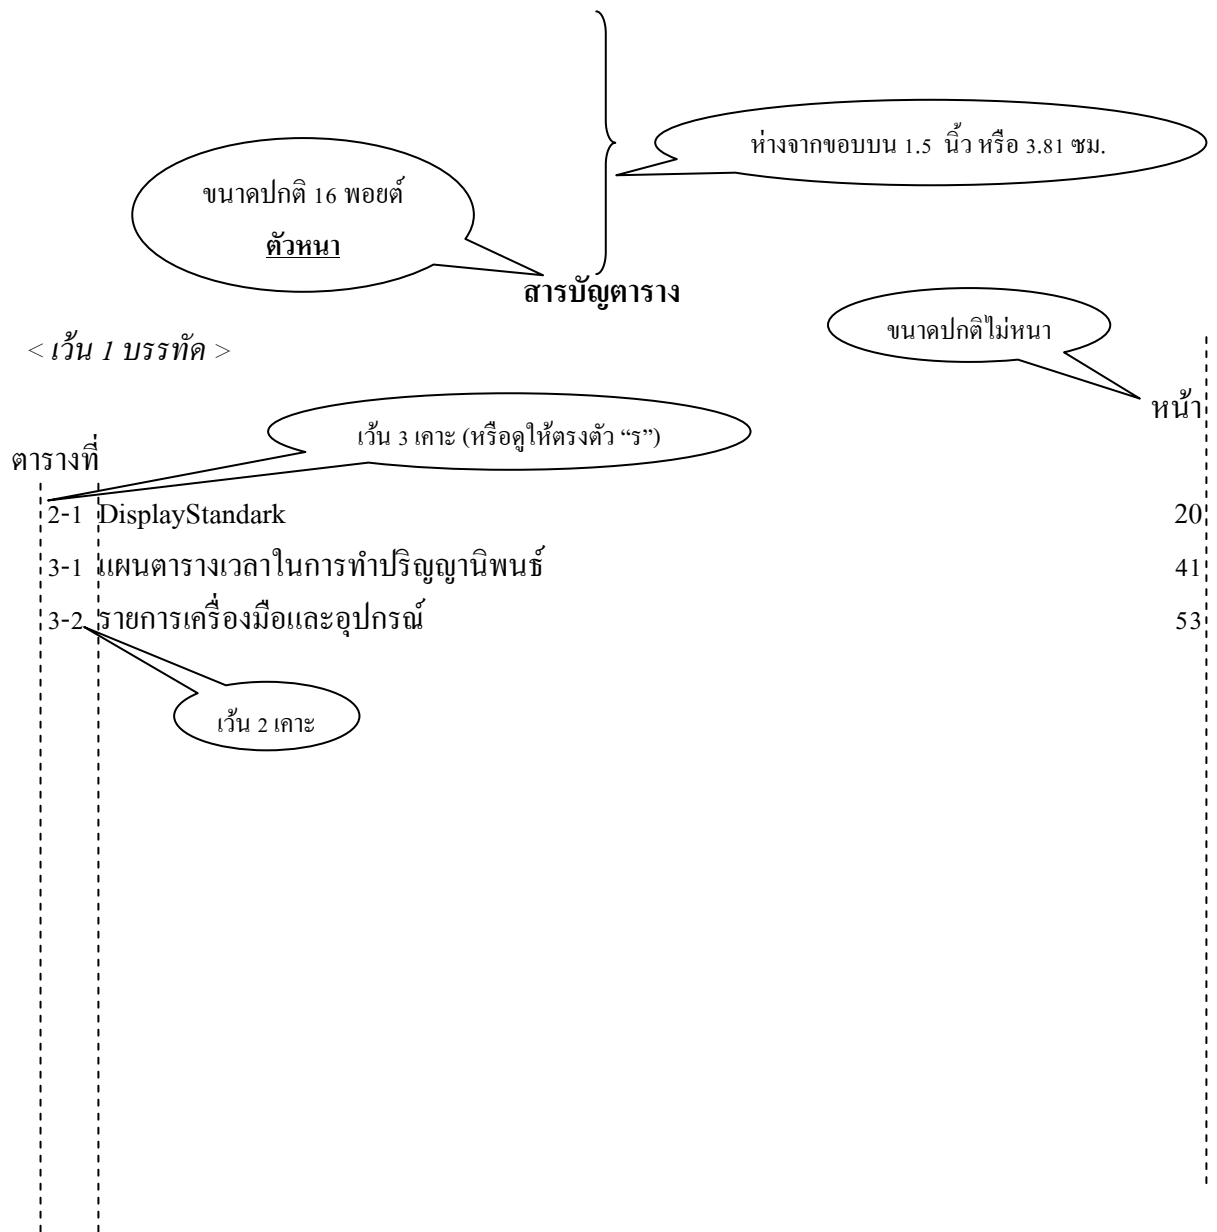 ห่างจากขอบบน 1.5 นิ้ว หรือ 3.81 ซม.
ขนาดปกติ 16 พอยต์
ตัวหนา
สารบัญตาราง
ขนาดปกติไม่หนา
< เว้น 1 บรรทัด >
หน้า
เว้น 3 เคาะ (หรือดูให้ตรงตัว “ร”)
ตารางที่
2-1 DisplayStandark 20
3-1 แผนตารางเวลาในการทำปริญญานิพนธ์ 41
3-2 รายการเครื่องมือและอุปกรณ์ 53
เว้น 2 เคาะ